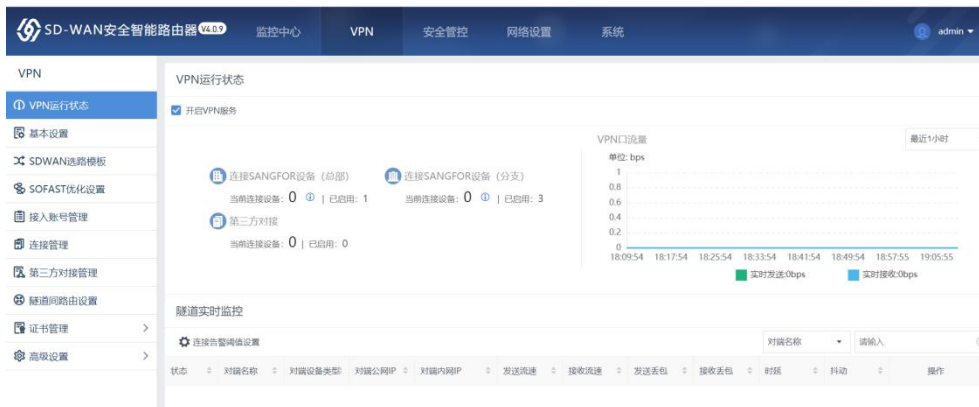 SD-WAN安全智能路由器 V4.0.9 监控中心 VPN 安全管控 网络设置 系统 admin
VPN
VPN运行状态
基本设置
SDWAN选路模板
SOFAST优化设置
接入账号管理
连接管理
第三方对接管理
隧道间路由设置
证书管理
高级设置
VPN运行状态
开启VPN服务
连接SANGFOR设备（总部）
当前连接设备: 0 | 已启用: 1
连接SANGFOR设备（分支）
当前连接设备: 0 | 已启用: 3
第三方对接
当前连接设备: 0 | 已启用: 0
VPN口流量 最近1小时
单位: bps
1
0.8
0.6
0.4
0.2
0
18:09:54 18:17:54 18:25:54 18:33:54 18:41:54 18:49:54 18:57:55 19:05:55
实时发送:0bps 实时接收:0bps
隧道实时监控
连接告警阈值设置 对端名称 请输入
状态 对端名称 对端设备类型 对端公网IP 对端内网IP 发送流速 接收流速 发送丢包 接收丢包 时延 抖动 操作